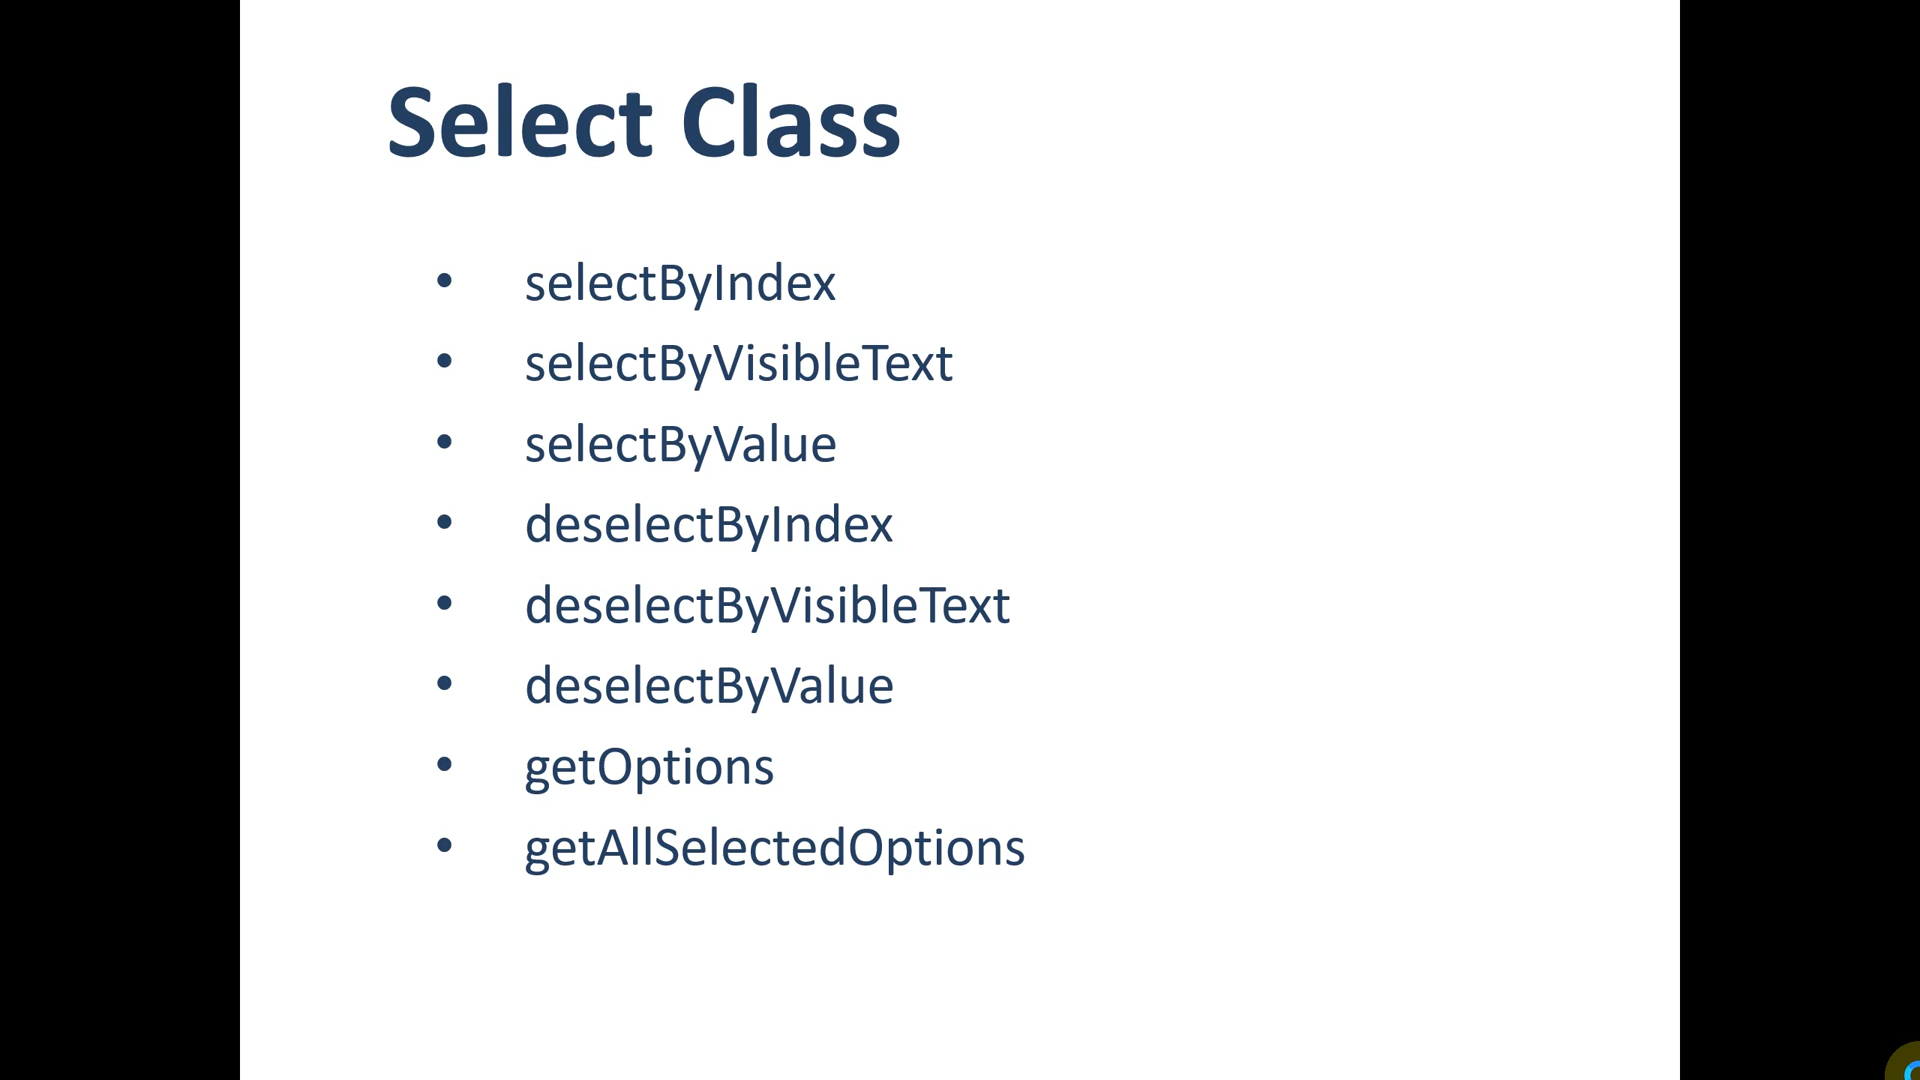 Select Class
• selectByIndex
• selectByVisibleText
• selectByValue
• deselectByIndex
• deselectByVisibleText
• deselectByValue
• getOptions
• getAllSelectedOptions